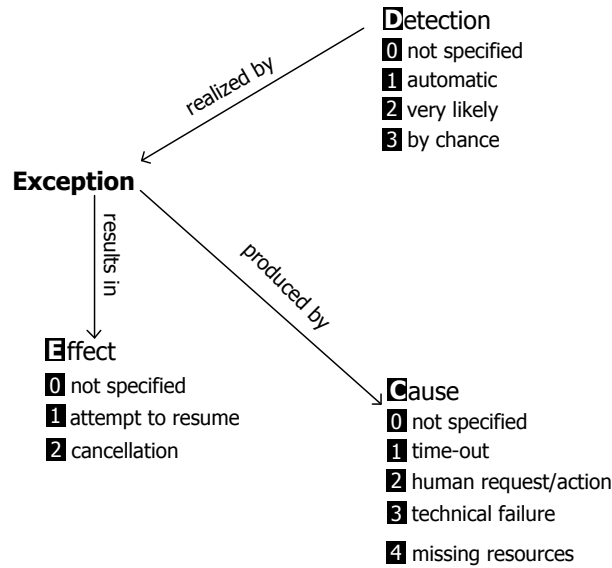 Detection
0 not specified
1 automatic
2 very likely
3 by chance
realized by
Exception
results in
produced by
Effect
0 not specified
1 attempt to resume
2 cancellation
Cause
0 not specified
1 time-out
2 human request/action
3 technical failure
4 missing resources